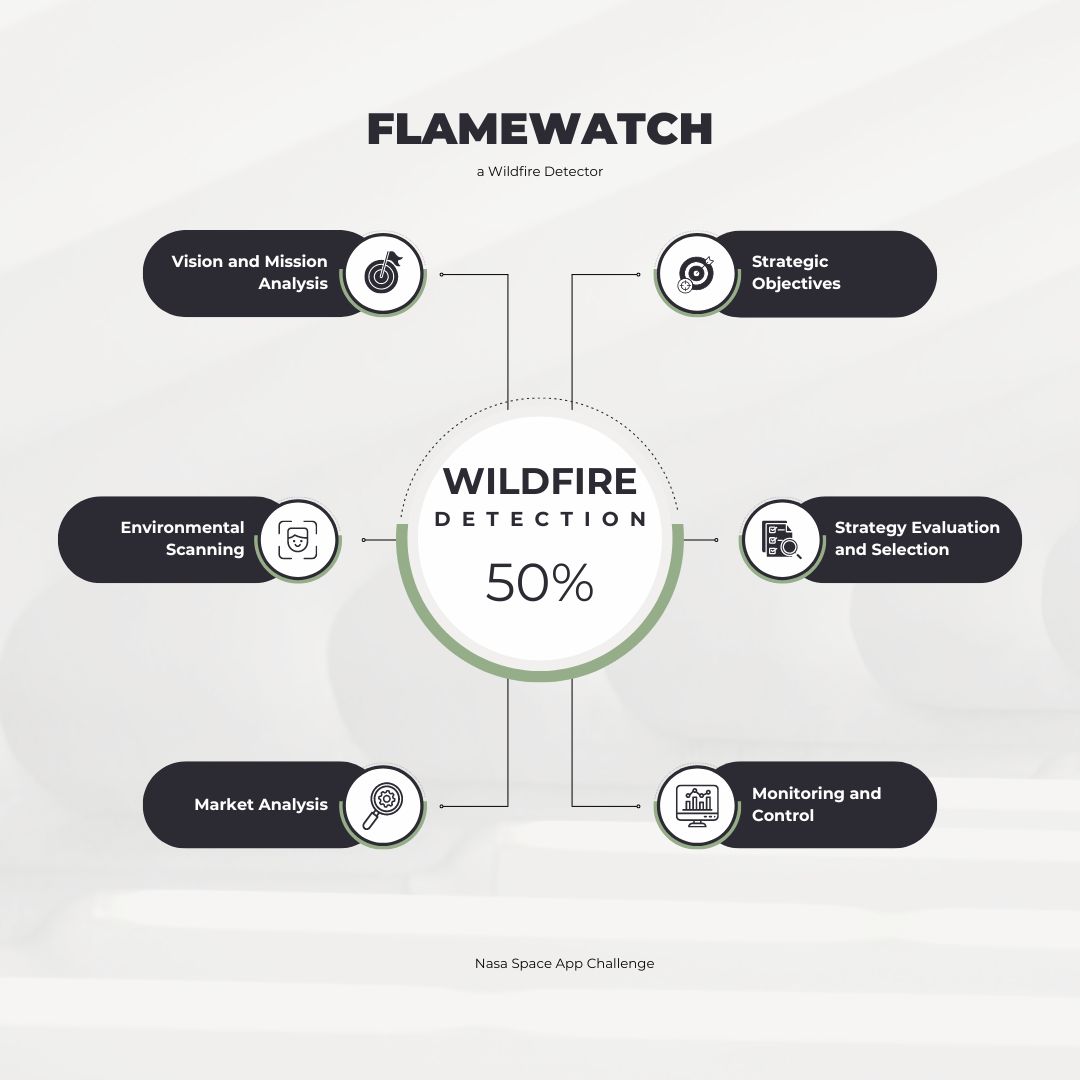 FLAMEWATCH
a Wildfire Detector
Vision and Mission
Analysis
Strategic
Objectives
WILDFIRE
DETECTION
50%
Environmental
Scanning
Strategy Evaluation
and Selection
Market Analysis
Monitoring and
Control
Nasa Space App Challenge